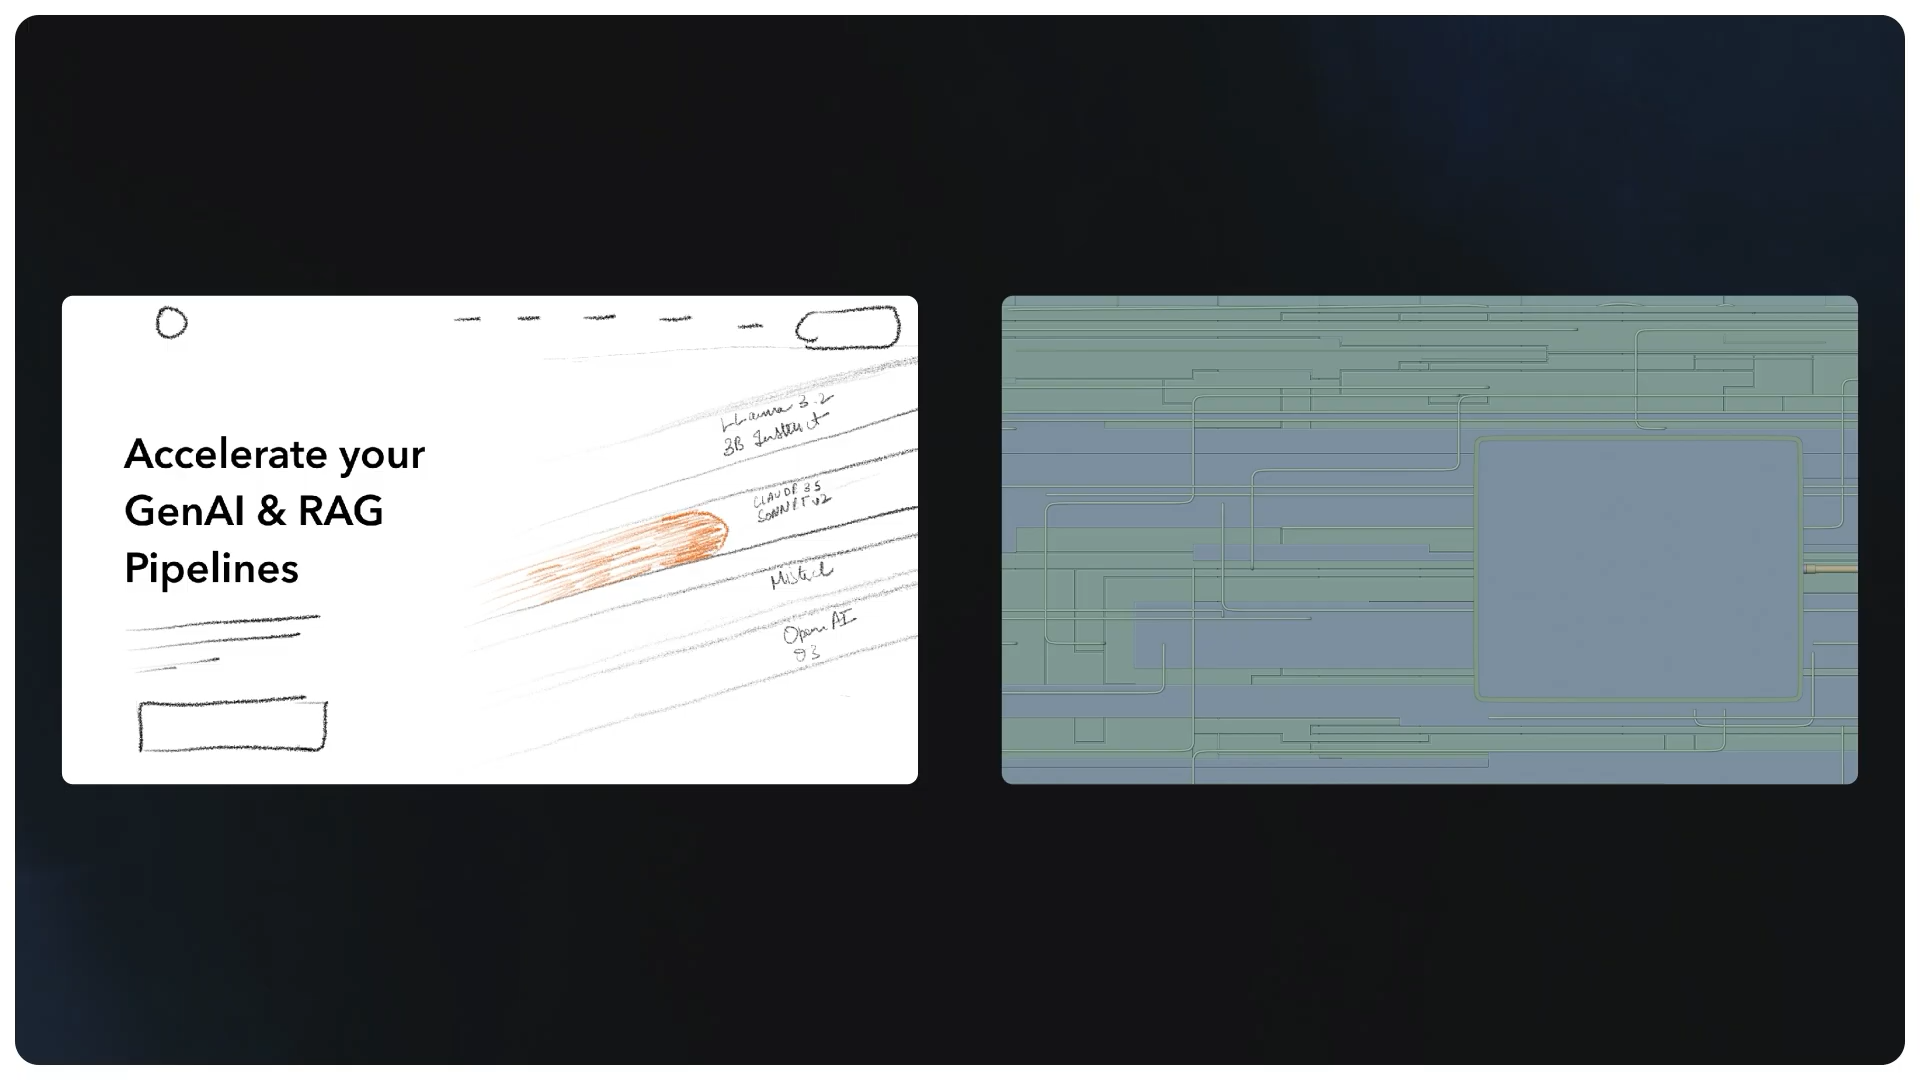 Accelerate your
GenAI & RAG
Pipelines
LLama 3.2
3B Instruct
CLAUDE 3.5
SONNET v2
Mistral
Open AI
O3